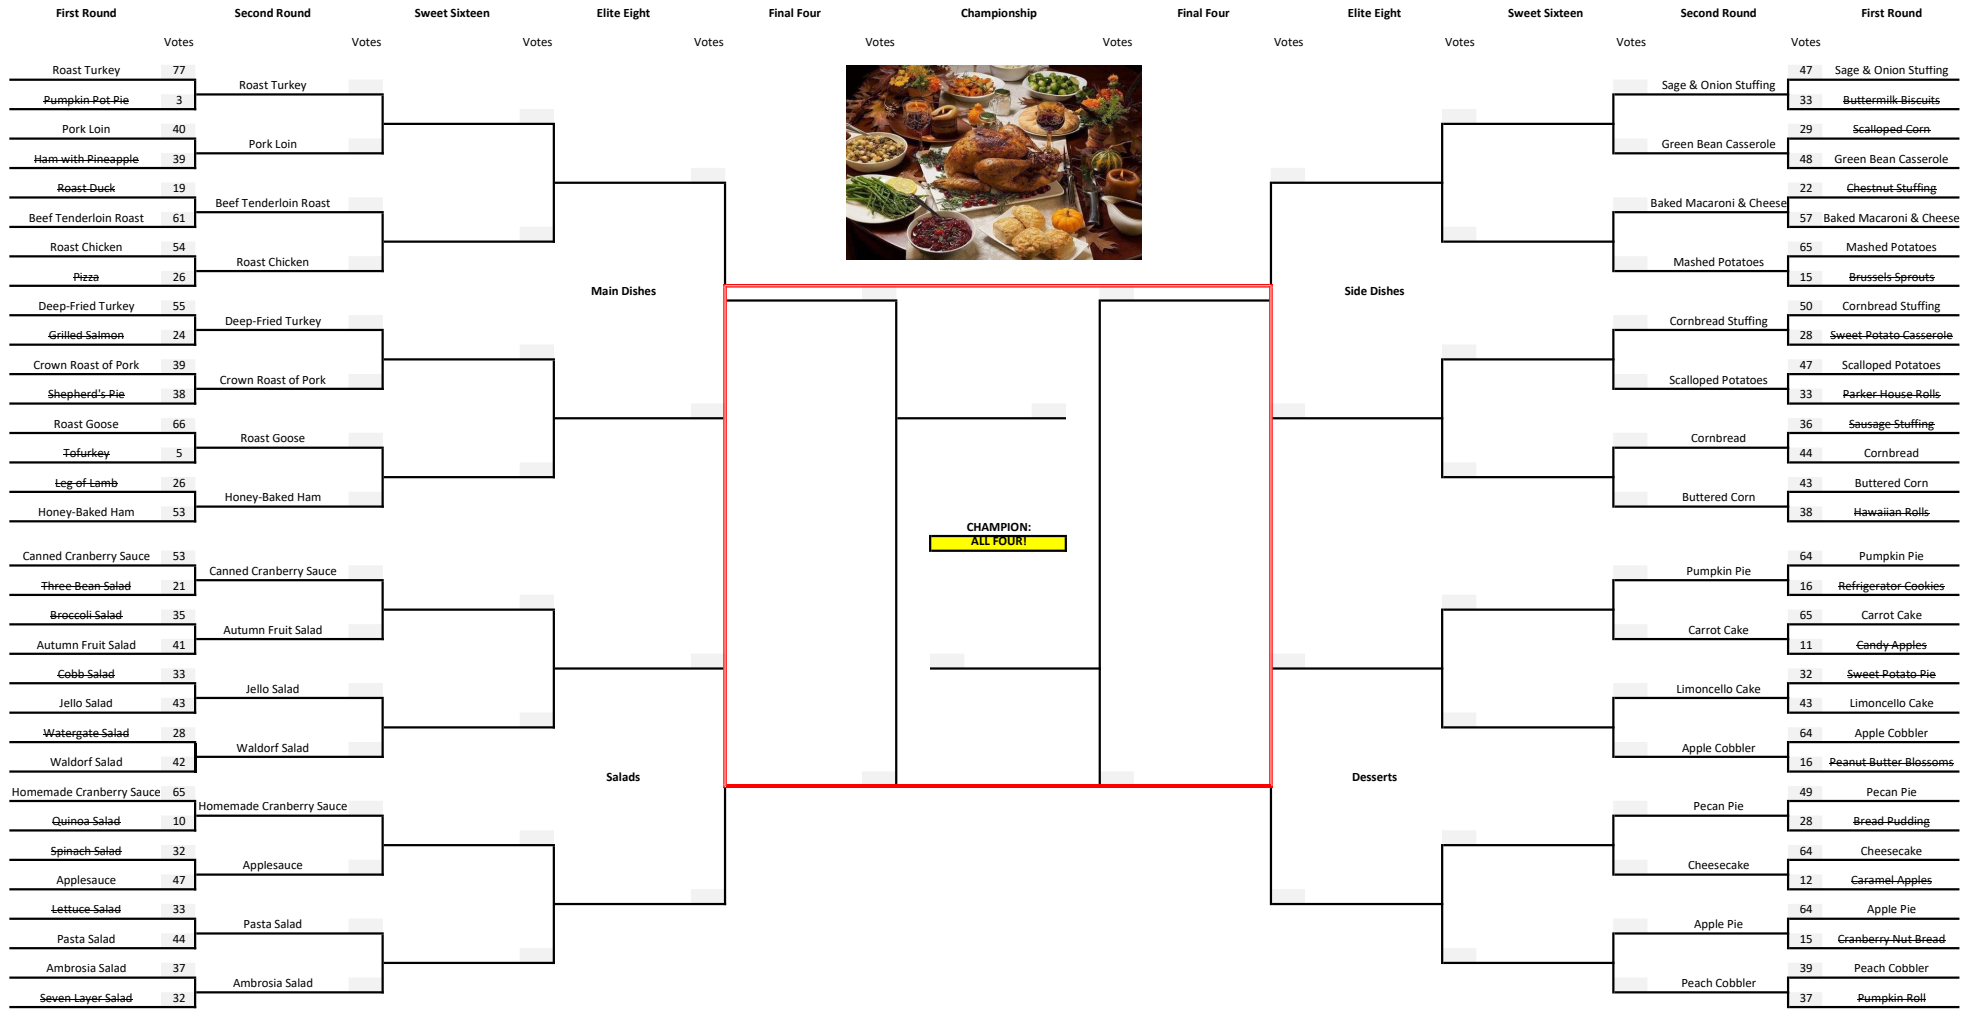 First Round Second Round Sweet Sixteen Elite Eight Final Four Championship Final Four Elite Eight Sweet Sixteen Second Round First Round
Votes Votes Votes Votes Votes Votes Votes Votes Votes Votes
Roast Turkey 77
Pumpkin Pot Pie 3
Pork Loin 40
Ham with Pineapple 39
Roast Duck 19
Beef Tenderloin Roast 61
Roast Chicken 54
Pizza 26
Deep-Fried Turkey 55
Grilled Salmon 24
Crown Roast of Pork 39
Shepherd's Pie 38
Roast Goose 66
Tofurkey 5
Leg of Lamb 26
Honey-Baked Ham 53
Canned Cranberry Sauce 53
Three Bean Salad 21
Broccoli Salad 35
Autumn Fruit Salad 41
Cobb Salad 33
Jello Salad 43
Watergate Salad 28
Waldorf Salad 42
Homemade Cranberry Sauce 65
Quinoa Salad 10
Spinach Salad 32
Applesauce 47
Lettuce Salad 33
Pasta Salad 44
Ambrosia Salad 37
Seven Layer Salad 32
Roast Turkey
Pork Loin
Beef Tenderloin Roast
Roast Chicken
Deep-Fried Turkey
Crown Roast of Pork
Roast Goose
Honey-Baked Ham
Canned Cranberry Sauce
Autumn Fruit Salad
Jello Salad
Waldorf Salad
Homemade Cranberry Sauce
Applesauce
Pasta Salad
Ambrosia Salad
Main Dishes
Salads
CHAMPION:
ALL FOUR!
Side Dishes
Desserts
Sage & Onion Stuffing
Green Bean Casserole
Baked Macaroni & Cheese
Mashed Potatoes
Cornbread Stuffing
Scalloped Potatoes
Cornbread
Buttered Corn
Pumpkin Pie
Carrot Cake
Limoncello Cake
Apple Cobbler
Pecan Pie
Cheesecake
Apple Pie
Peach Cobbler
47 Sage & Onion Stuffing
33 Buttermilk Biscuits
29 Scalloped Corn
48 Green Bean Casserole
22 Chestnut Stuffing
57 Baked Macaroni & Cheese
65 Mashed Potatoes
15 Brussels Sprouts
50 Cornbread Stuffing
28 Sweet Potato Casserole
47 Scalloped Potatoes
33 Parker House Rolls
36 Sausage Stuffing
44 Cornbread
43 Buttered Corn
38 Hawaiian Rolls
64 Pumpkin Pie
16 Refrigerator Cookies
65 Carrot Cake
11 Candy Apples
32 Sweet Potato Pie
43 Limoncello Cake
64 Apple Cobbler
16 Peanut Butter Blossoms
49 Pecan Pie
28 Bread Pudding
64 Cheesecake
12 Caramel Apples
64 Apple Pie
15 Cranberry Nut Bread
39 Peach Cobbler
37 Pumpkin Roll